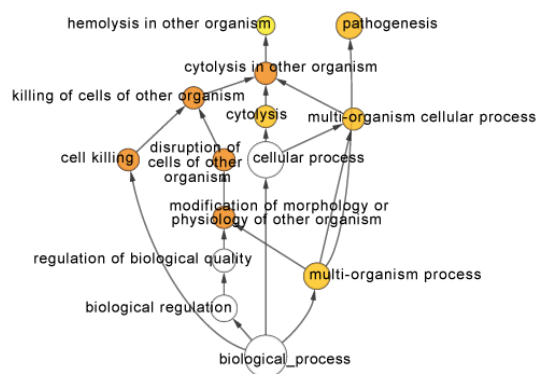 hemolysis in other organism
pathogenesis
cytolysis in other organism
killing of cells of other organism
cytolysis
multi-organism cellular process
cell killing
disruption of
cells of other
organism
cellular process
modification of morphology or
physiology of other organism
regulation of biological quality
multi-organism process
biological regulation
biological_process